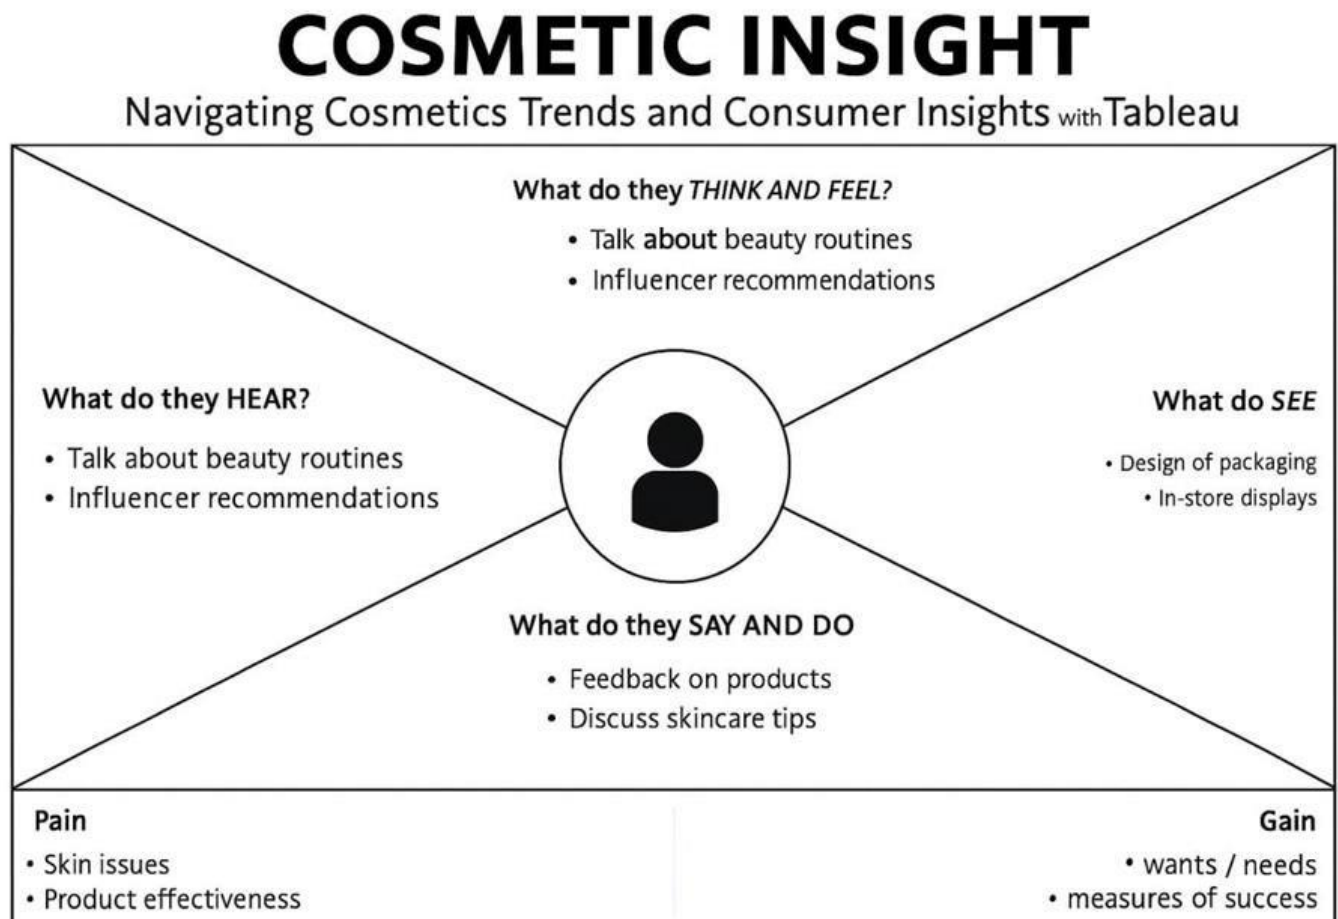 COSMETIC INSIGHT
Navigating Cosmetics Trends and Consumer Insights with Tableau
What do they THINK AND FEEL?
• Talk about beauty routines
• Influencer recommendations
What do they HEAR?
• Talk about beauty routines
• Influencer recommendations
What do SEE
• Design of packaging
• In-store displays
What do they SAY AND DO
• Feedback on products
• Discuss skincare tips
Pain
• Skin issues
• Product effectiveness
Gain
• wants / needs
• measures of success